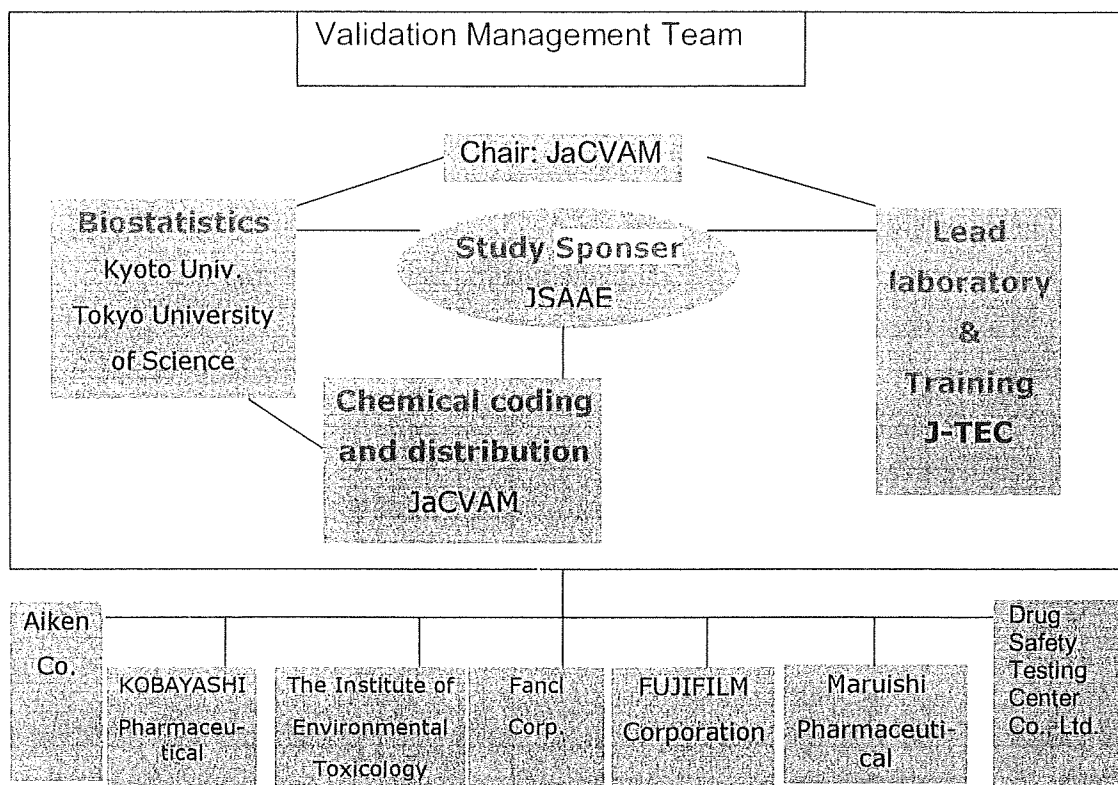 Validation Management Team
Chair: JaCVAM
Biostatistics
Kyoto Univ.
Tokyo University
of Science
Study Sponser
JSAAE
Lead
laboratory
&
Training
J-TEC
Chemical coding
and distribution
JaCVAM
Aiken
Co.
KOBAYASHI
Pharmaceu-
tical
The Institute of
Environmental
Toxicology
Fancl
Corp.
FUJIFILM
Corporation
Maruishi
Pharmaceuti-
cal
Drug
Safety
Testing
Center
Co.,-Ltd.